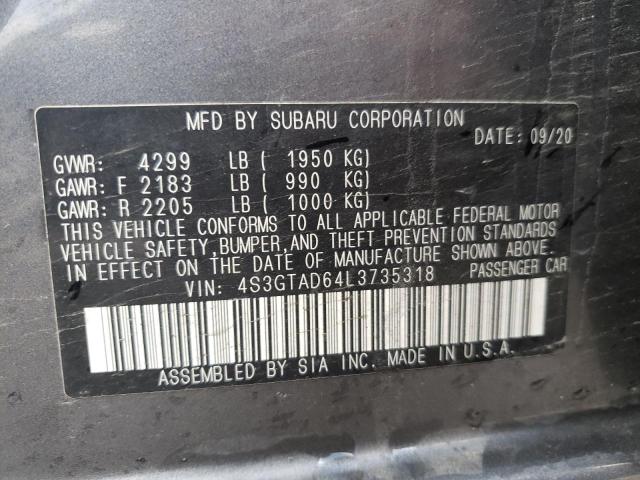 MFD BY SUBARU CORPORATION
DATE: 09/20
GVWR: 4299 LB ( 1950 KG)
GAWR: F 2183 LB ( 990 KG)
GAWR: R 2205 LB ( 1000 KG)
THIS VEHICLE CONFORMS TO ALL APPLICABLE FEDERAL MOTOR
VEHICLE SAFETY, BUMPER, AND THEFT PREVENTION STANDARDS
IN EFFECT ON THE DATE OF MANUFACTURE SHOWN ABOVE.
VIN: 4S3GTAD64L3735318 PASSENGER CAR
ASSEMBLED BY SIA INC. MADE IN U.S.A.